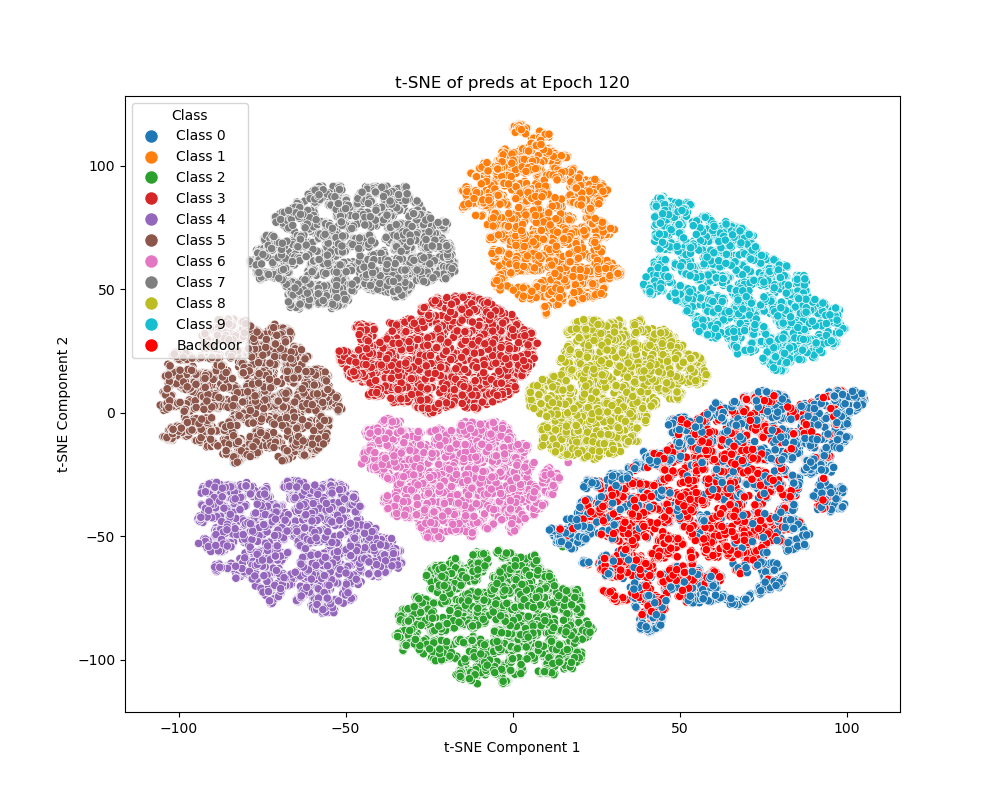 t-SNE of preds at Epoch 120
Class
Class 0
Class 1
Class 2
Class 3
Class 4
Class 5
Class 6
Class 7
Class 8
Class 9
Backdoor
100
50
0
−50
−100
t-SNE Component 2
−100 −50 0 50 100
t-SNE Component 1